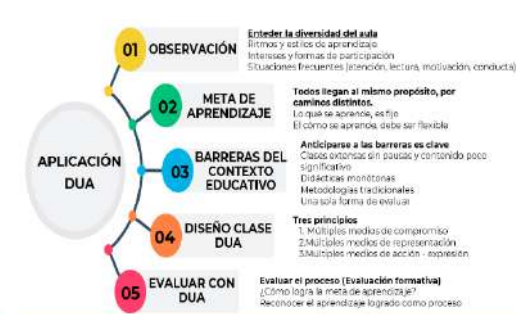 APLICACIÓN
DUA
01
OBSERVACIÓN
Enteder la diversidad del aula
Ritmos y estilos de aprendizaje
Intereses y formas de participación
Situaciones frecuentes (atención, lectura, motivación, conducta)
02
META DE
APRENDIZAJE
Todos llegan al mismo propósito, por
caminos distintos.
Lo que se aprende, es fijo
El cómo se aprende, debe ser flexible
03
BARRERAS DEL
CONTEXTO
EDUCATIVO
Anticiparse a las barreras es clave
Clases extensas sin pausas y contenido poco
significativo
Didácticas monótonas
Metodologías tradicionales
Una sola forma de evaluar
04
DISEÑO CLASE
DUA
Tres principios
1. Múltiples medios de compromiso
2.Múltiples medios de representación
3.Múltiples medios de acción - expresión
05
EVALUAR CON
DUA
Evaluar el proceso (Evaluación formativa)
¿Cómo logra la meta de aprendizaje?
Reconocer el aprendizaje logrado como proceso